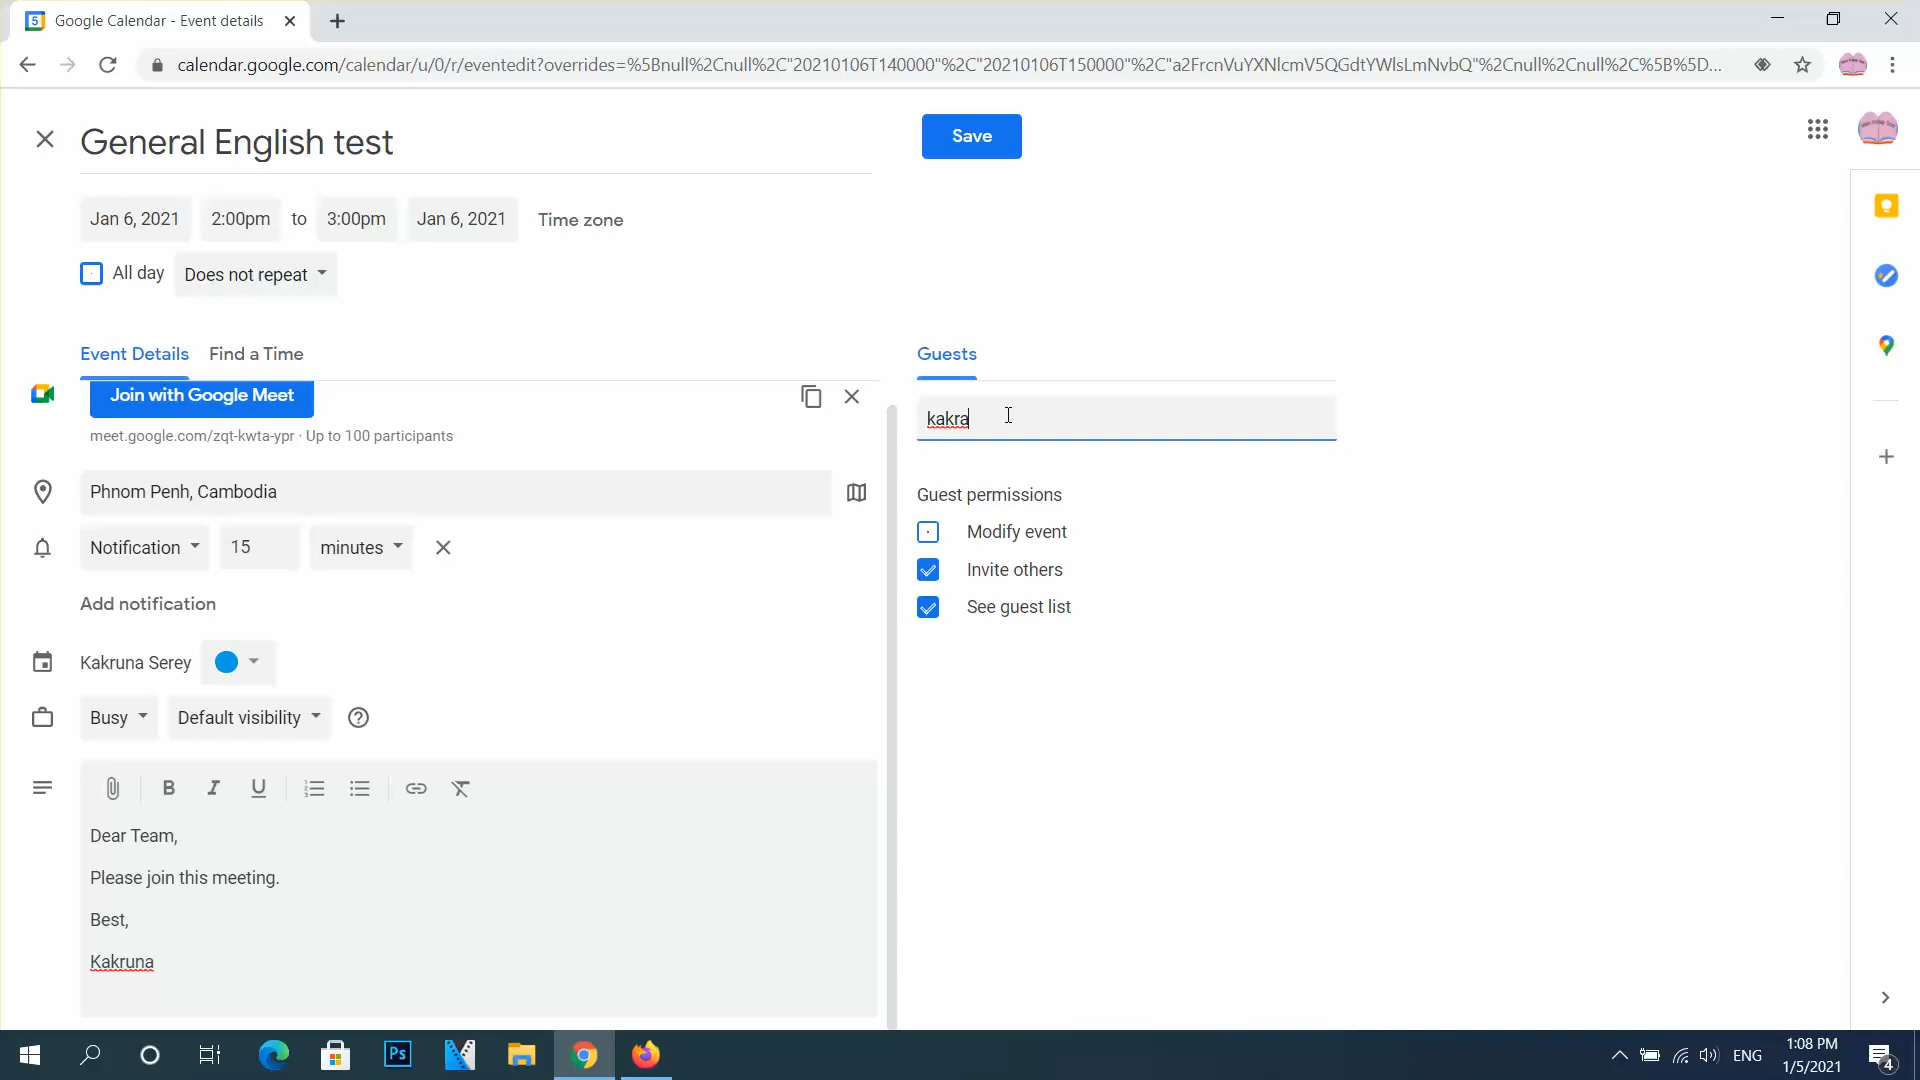 Google Calendar - Event details
calendar.google.com/calendar/u/0/r/eventedit?overrides=%5Bnull%2Cnull%2C"20210106T140000"%2C"20210106T150000"%2C"a2FrcnVuYXNlcmV5QGdtYWlsLmNvbQ"%2Cnull%2Cnull%2C%5B%5D...
General English test
Save
Jan 6, 2021 2:00pm to 3:00pm Jan 6, 2021 Time zone
All day Does not repeat
Event Details Find a Time
Guests
Join with Google Meet
meet.google.com/zqt-kwta-ypr · Up to 100 participants
kakra
Phnom Penh, Cambodia
Guest permissions
Modify event
Notification 15 minutes
Invite others
Add notification
See guest list
Kakruna Serey
Busy Default visibility
B I U
Dear Team,
Please join this meeting.
Best,
Kakruna
Ps
ENG
1:08 PM
1/5/2021
4